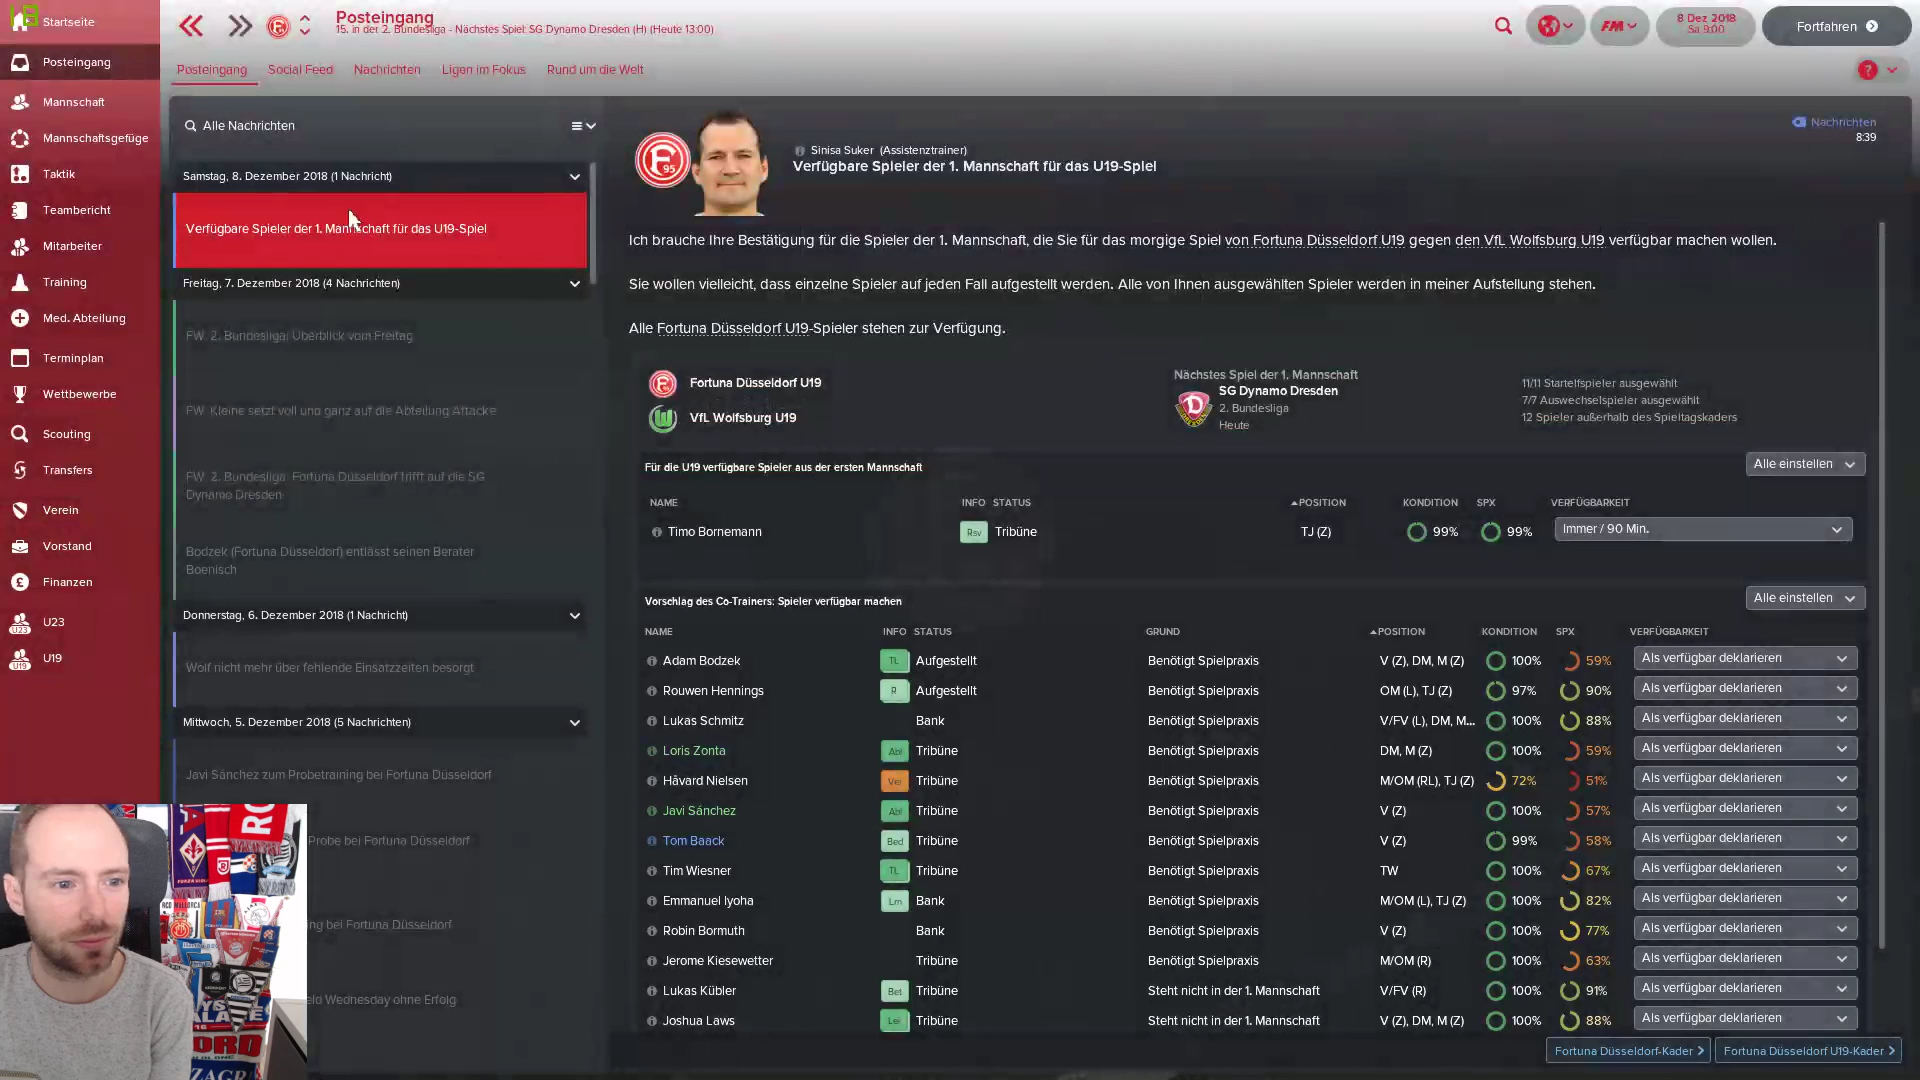 Startseite
Posteingang
Mannschaft
Mannschaftsgefüge
Taktik
Teambericht
Mitarbeiter
Training
Med. Abteilung
Terminplan
Wettbewerbe
Scouting
Transfers
Verein
Vorstand
Finanzen
U23
U19
Posteingang
15. in der 2. Bundesliga - Nächstes Spiel: SG Dynamo Dresden (H) (Heute 13:00)
FM
8 Dez 2018
Sa 9:00
Fortfahren
Posteingang Social Feed Nachrichten Ligen im Fokus Rund um die Welt
Alle Nachrichten
Samstag, 8. Dezember 2018 (1 Nachricht)
Verfügbare Spieler der 1. Mannschaft für das U19-Spiel
Freitag, 7. Dezember 2018 (4 Nachrichten)
FW: 2. Bundesliga: Überblick vom Freitag
FW: Kleine setzt voll und ganz auf die Abteilung Attacke
FW: 2. Bundesliga: Fortuna Düsseldorf trifft auf die SG
Dynamo Dresden
Bodzek (Fortuna Düsseldorf) entlässt seinen Berater
Boenisch
Donnerstag, 6. Dezember 2018 (1 Nachricht)
Wolf nicht mehr über fehlende Einsatzzeiten besorgt
Mittwoch, 5. Dezember 2018 (5 Nachrichten)
Javi Sánchez zum Probetraining bei Fortuna Düsseldorf
Probe bei Fortuna Düsseldorf
ng bei Fortuna Düsseldorf
eld Wednesday ohne Erfolg
Nachrichten
8:39
Sinisa Suker (Assistenztrainer)
Verfügbare Spieler der 1. Mannschaft für das U19-Spiel
Ich brauche Ihre Bestätigung für die Spieler der 1. Mannschaft, die Sie für das morgige Spiel von Fortuna Düsseldorf U19 gegen den VfL Wolfsburg U19 verfügbar machen wollen.
Sie wollen vielleicht, dass einzelne Spieler auf jeden Fall aufgestellt werden. Alle von Ihnen ausgewählten Spieler werden in meiner Aufstellung stehen.
Alle Fortuna Düsseldorf U19-Spieler stehen zur Verfügung.
Fortuna Düsseldorf U19
VfL Wolfsburg U19
Nächstes Spiel der 1. Mannschaft
SG Dynamo Dresden
2. Bundesliga
Heute
11/11 Startelfspieler ausgewählt
7/7 Auswechselspieler ausgewählt
12 Spieler außerhalb des Spieltagskaders
Für die U19 verfügbare Spieler aus der ersten Mannschaft
Alle einstellen
NAME INFO STATUS POSITION KONDITION SPX VERFÜGBARKEIT
Timo Bornemann Rsv Tribüne TJ (Z) 99% 99% Immer / 90 Min.
Vorschlag des Co-Trainers: Spieler verfügbar machen
Alle einstellen
NAME INFO STATUS GRUND POSITION KONDITION SPX VERFÜGBARKEIT
Adam Bodzek TL Aufgestellt Benötigt Spielpraxis V (Z), DM, M (Z) 100% 59% Als verfügbar deklarieren
Rouwen Hennings R Aufgestellt Benötigt Spielpraxis OM (L), TJ (Z) 97% 90% Als verfügbar deklarieren
Lukas Schmitz Bank Benötigt Spielpraxis V/FV (L), DM, M... 100% 88% Als verfügbar deklarieren
Loris Zonta Abl Tribüne Benötigt Spielpraxis DM, M (Z) 100% 59% Als verfügbar deklarieren
Håvard Nielsen Ver Tribüne Benötigt Spielpraxis M/OM (RL), TJ (Z) 72% 51% Als verfügbar deklarieren
Javi Sánchez Abl Tribüne Benötigt Spielpraxis V (Z) 100% 57% Als verfügbar deklarieren
Tom Baack Bed Tribüne Benötigt Spielpraxis V (Z) 99% 58% Als verfügbar deklarieren
Tim Wiesner TL Tribüne Benötigt Spielpraxis TW 100% 67% Als verfügbar deklarieren
Emmanuel Iyoha Lrn Bank Benötigt Spielpraxis M/OM (L), TJ (Z) 100% 82% Als verfügbar deklarieren
Robin Bormuth Bank Benötigt Spielpraxis V (Z) 100% 77% Als verfügbar deklarieren
Jerome Kiesewetter Tribüne Benötigt Spielpraxis M/OM (R) 100% 63% Als verfügbar deklarieren
Lukas Kübler Bet Tribüne Steht nicht in der 1. Mannschaft V/FV (R) 100% 91% Als verfügbar deklarieren
Joshua Laws Lei Tribüne Steht nicht in der 1. Mannschaft V (Z), DM, M (Z) 100% 88% Als verfügbar deklarieren
Fortuna Düsseldorf-Kader
Fortuna Düsseldorf U19-Kader